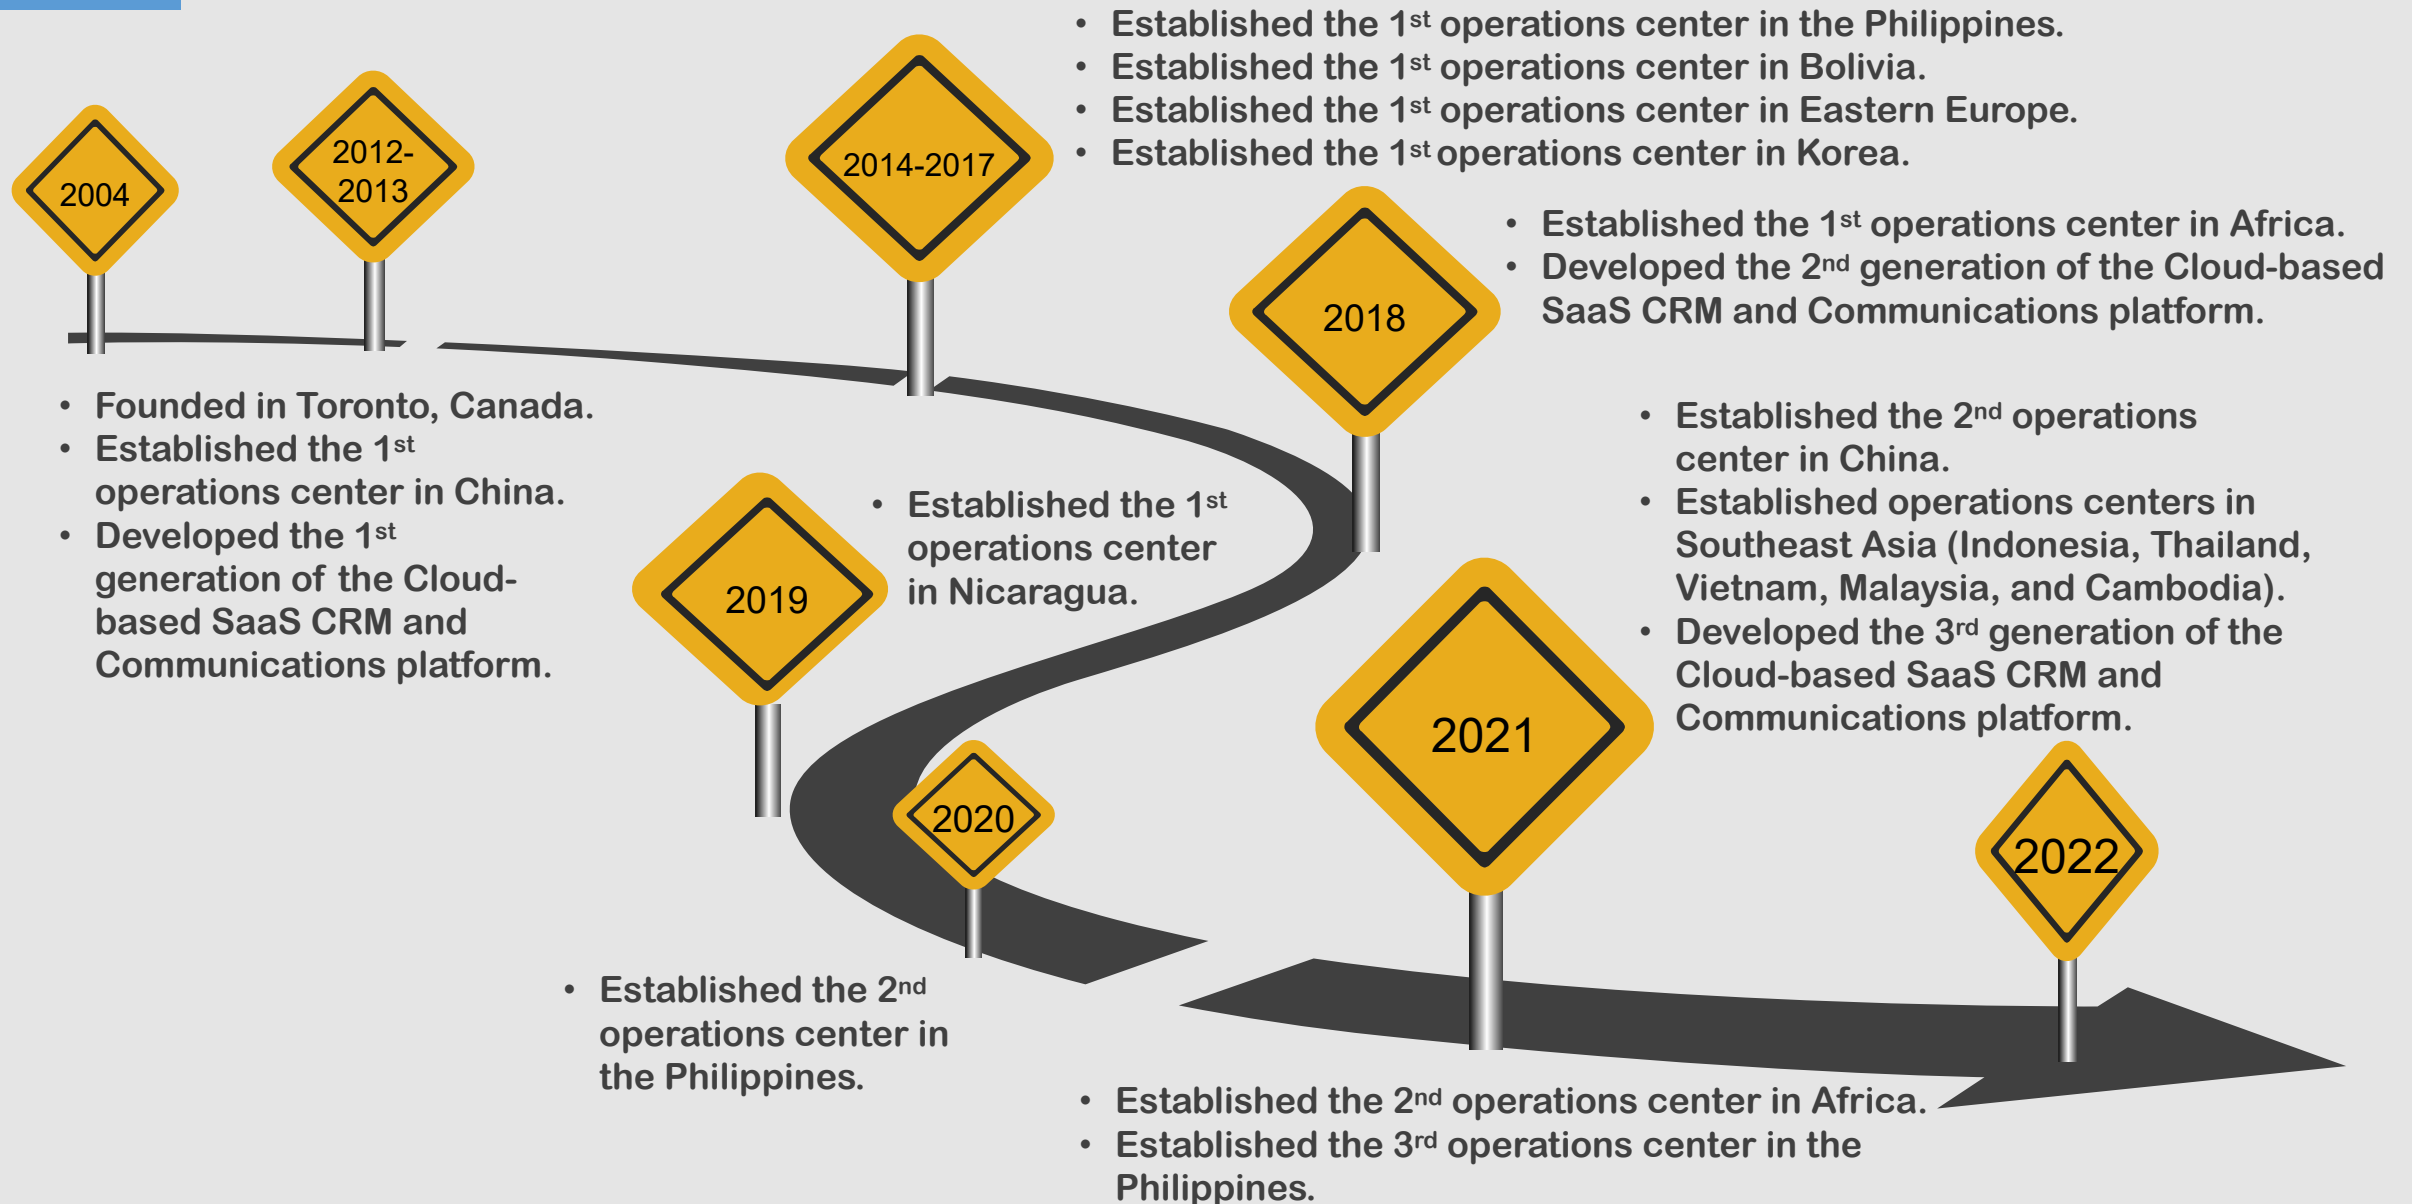 2004
2012-
2013
• Founded in Toronto, Canada.
• Established the 1st
operations center in China.
• Developed the 1st
generation of the Cloud-
based SaaS CRM and
Communications platform.
2014-2017
• Established the 1st operations center in the Philippines.
• Established the 1st operations center in Bolivia.
• Established the 1st operations center in Eastern Europe.
• Established the 1st operations center in Korea.
2018
• Established the 1st operations center in Africa.
• Developed the 2nd generation of the Cloud-based
SaaS CRM and Communications platform.
2019
• Established the 1st
operations center
in Nicaragua.
2020
• Established the 2nd
operations center in
the Philippines.
2021
• Established the 2nd operations
center in China.
• Established operations centers in
Southeast Asia (Indonesia, Thailand,
Vietnam, Malaysia, and Cambodia).
• Developed the 3rd generation of the
Cloud-based SaaS CRM and
Communications platform.
2022
• Established the 2nd operations center in Africa.
• Established the 3rd operations center in the
Philippines.